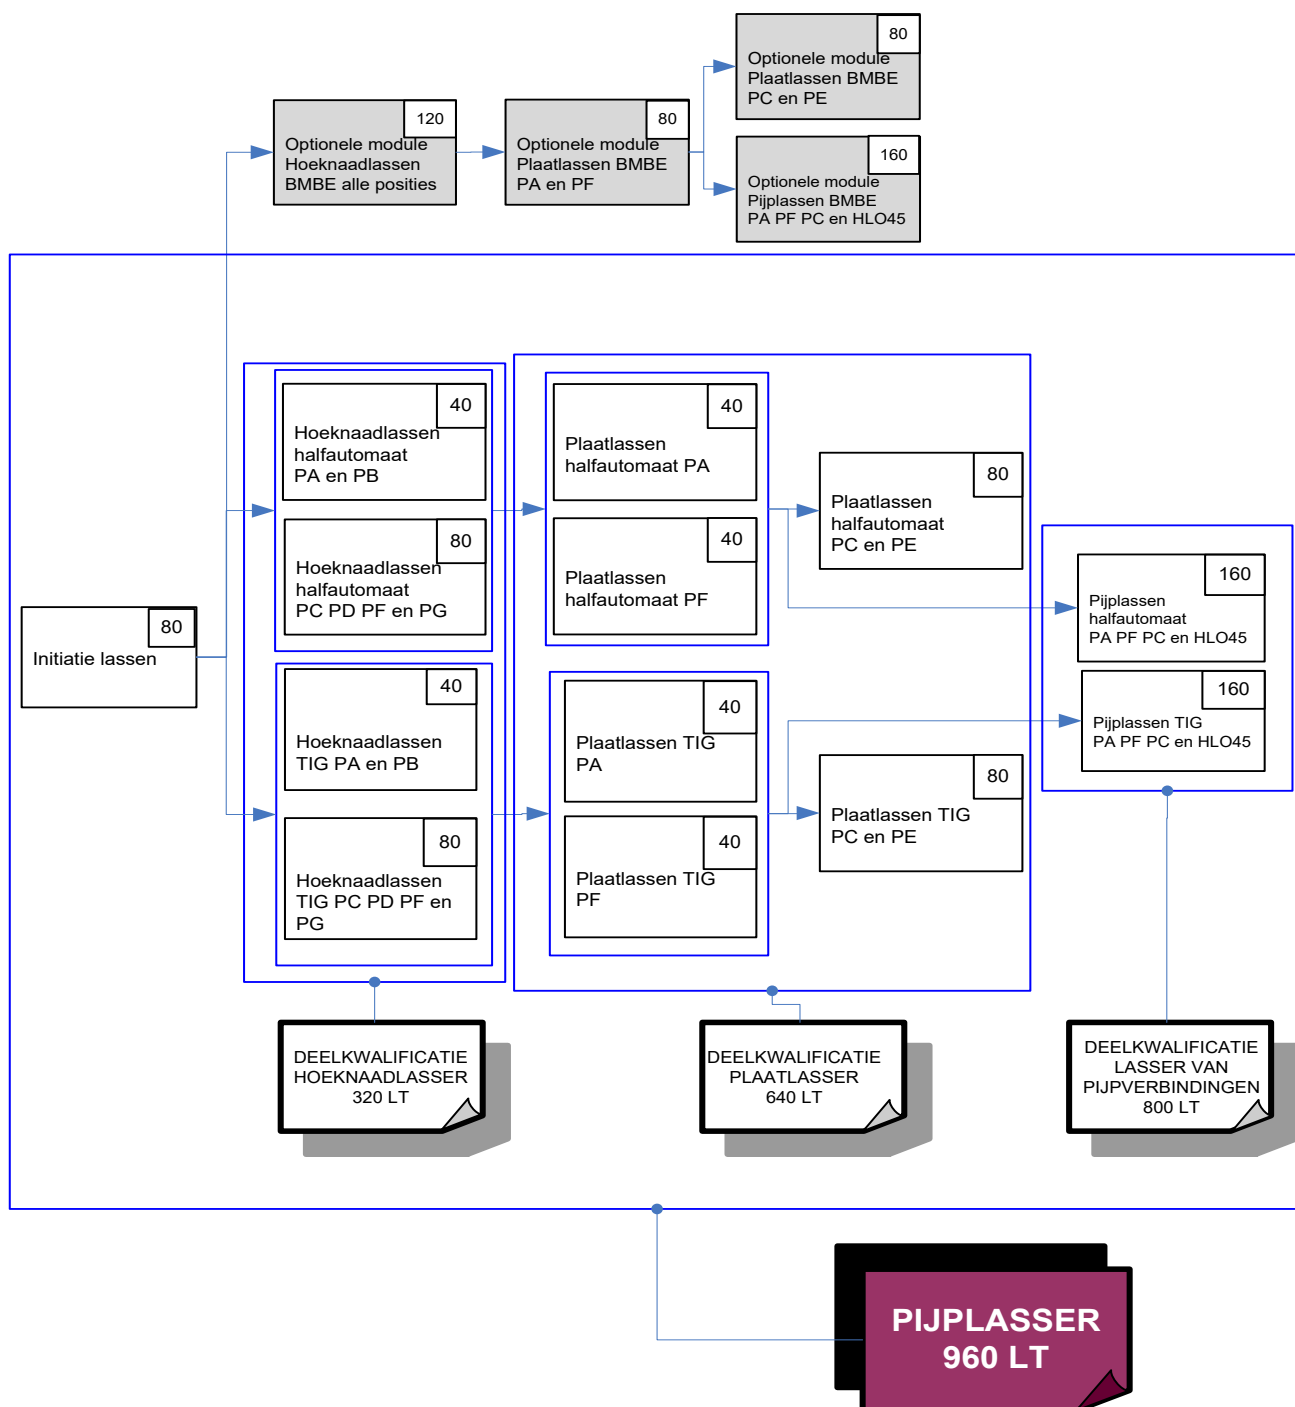 80
Optionele module
Plaatlassen BMBE
PC en PE
120
Optionele module
Hoeknaadlassen
BMBE alle posities
80
Optionele module
Plaatlassen BMBE
PA en PF
160
Optionele module
Pijplassen BMBE
PA PF PC en HLO45
40
Hoeknaadlassen
halfautomaat
PA en PB
40
Plaatlassen
halfautomaat PA
80
Plaatlassen
halfautomaat
PC en PE
80
Hoeknaadlassen
halfautomaat
PC PD PF en PG
40
Plaatlassen
halfautomaat PF
160
Pijplassen
halfautomaat
PA PF PC en HLO45
80
Initiatie lassen
40
Hoeknaadlassen
TIG PA en PB
40
Plaatlassen TIG
PA
160
Pijplassen TIG
PA PF PC en HLO45
80
Plaatlassen TIG
PC en PE
80
Hoeknaadlassen
TIG PC PD PF en
PG
40
Plaatlassen TIG
PF
DEELKWALIFICATIE
HOEKNAADLASSER
320 LT
DEELKWALIFICATIE
PLAATLASSER
640 LT
DEELKWALIFICATIE
LASSER VAN
PIJPVERBINDINGEN
800 LT
PIJPLASSER
960 LT